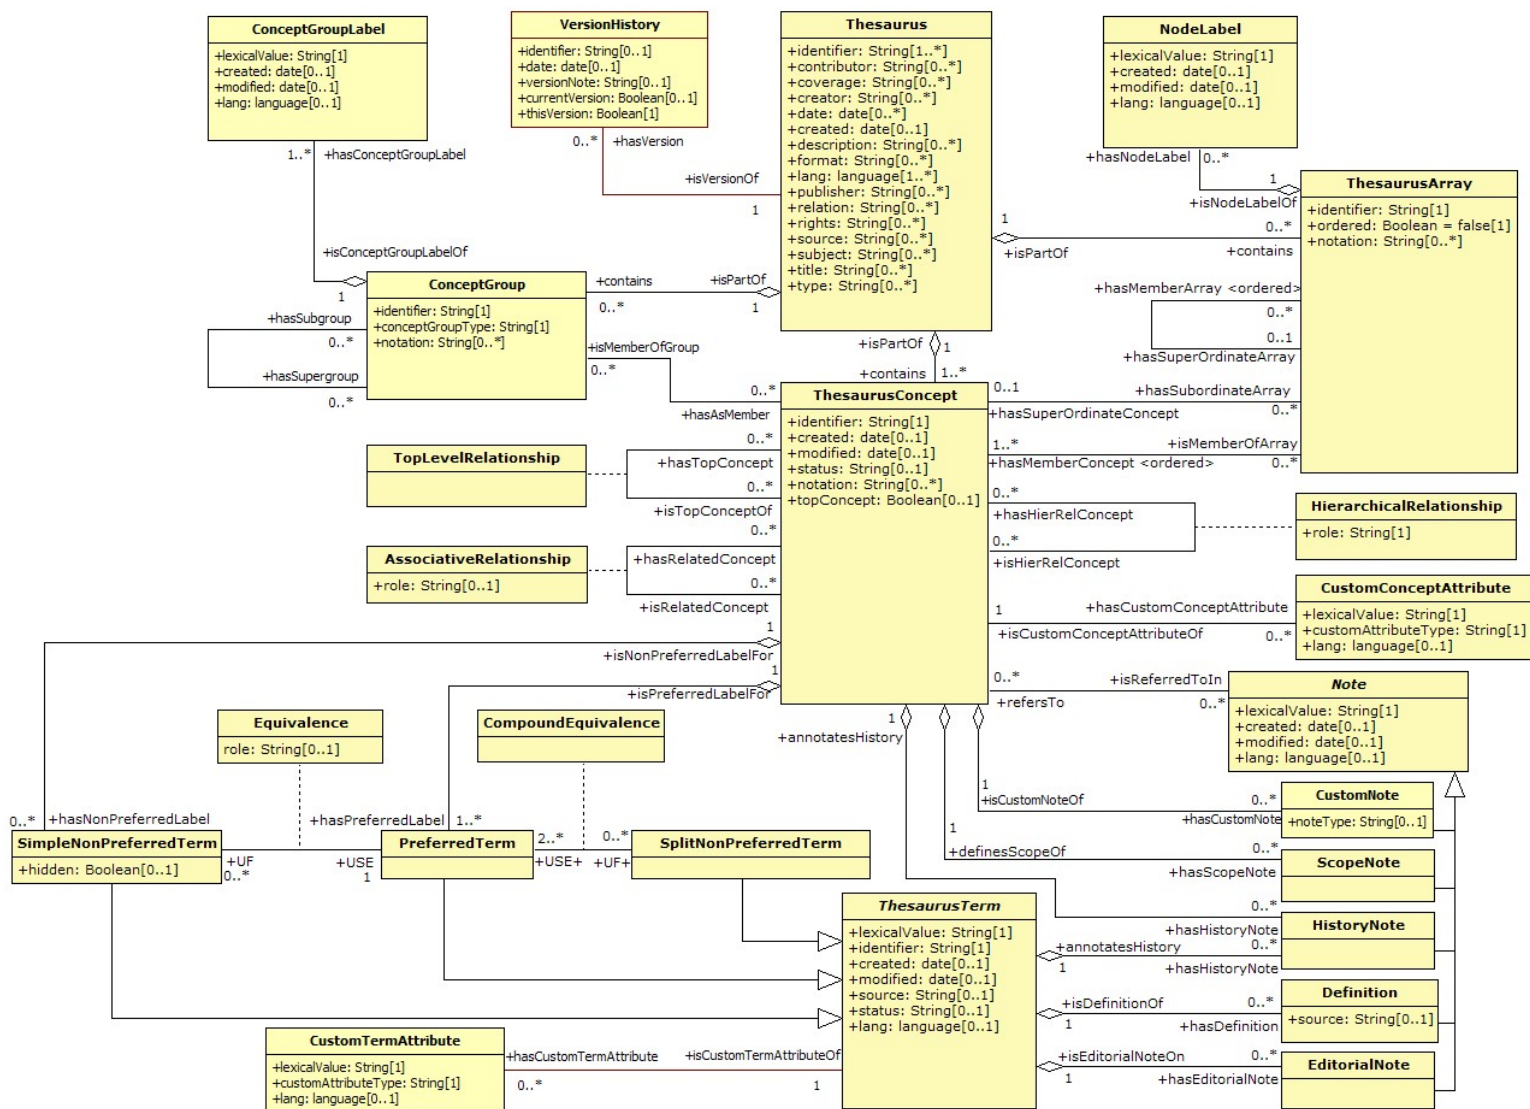 ConceptGroupLabel
+lexicalValue: String[1]
+created: date[0..1]
+modified: date[0..1]
+lang: language[0..1]
1..*
+hasConceptGroupLabel
+isConceptGroupLabelOf
1
VersionHistory
+identifier: String[0..1]
+date: date[0..1]
+versionNote: String[0..1]
+currentVersion: Boolean[0..1]
+thisVersion: Boolean[1]
0..*
+hasVersion
+isVersionOf
1
Thesaurus
+identifier: String[1..*]
+contributor: String[0..*]
+coverage: String[0..*]
+creator: String[0..*]
+date: date[0..*]
+created: date[0..1]
+description: String[0..*]
+format: String[0..*]
+lang: language[1..*]
+publisher: String[0..*]
+relation: String[0..*]
+rights: String[0..*]
+source: String[0..*]
+subject: String[0..*]
+title: String[0..*]
+type: String[0..*]
NodeLabel
+lexicalValue: String[1]
+created: date[0..1]
+modified: date[0..1]
+lang: language[0..1]
+hasNodeLabel
0..*
1
+isNodeLabelOf
ThesaurusArray
+identifier: String[1]
+ordered: Boolean = false[1]
+notation: String[0..*]
1
+isPartOf
0..*
+contains
+hasMemberArray <ordered>
0..*
0..1
+hasSuperOrdinateArray
ConceptGroup
+identifier: String[1]
+conceptGroupType: String[1]
+notation: String[0..*]
+contains
0..*
+isPartOf
1
+hasSubgroup
0..*
+hasSupergroup
0..*
+isMemberOfGroup
0..*
0..*
+hasAsMember
+isPartOf
1
+contains
1..*
ThesaurusConcept
+identifier: String[1]
+created: date[0..1]
+modified: date[0..1]
+status: String[0..1]
+notation: String[0..*]
+topConcept: Boolean[0..1]
0..1
+hasSubordinateArray
+hasSuperOrdinateConcept
0..*
1..*
+isMemberOfArray
+hasMemberConcept <ordered>
0..*
TopLevelRelationship
0..*
+hasTopConcept
0..*
+isTopConceptOf
AssociativeRelationship
+role: String[0..1]
0..*
+hasRelatedConcept
0..*
+isRelatedConcept
0..*
+hasHierRelConcept
0..*
+isHierRelConcept
HierarchicalRelationship
+role: String[1]
1
+hasCustomConceptAttribute
+isCustomConceptAttributeOf
0..*
CustomConceptAttribute
+lexicalValue: String[1]
+customAttributeType: String[1]
+lang: language[0..1]
1
+isNonPreferredLabelFor
1
+isPreferredLabelFor
0..*
+isReferredToIn
+refersTo
0..*
Note
+lexicalValue: String[1]
+created: date[0..1]
+modified: date[0..1]
+lang: language[0..1]
Equivalence
role: String[0..1]
CompoundEquivalence
1
+annotatesHistory
1
+isCustomNoteOf
0..*
+hasCustomNote
CustomNote
+noteType: String[0..1]
0..*
+hasNonPreferredLabel
+hasPreferredLabel
1..*
SimpleNonPreferredTerm
+hidden: Boolean[0..1]
+UF
0..*
+USE
1
PreferredTerm
2..*
+USE+
0..*
+UF+
SplitNonPreferredTerm
1
+definesScopeOf
0..*
+hasScopeNote
ScopeNote
0..*
+hasHistoryNote
HistoryNote
ThesaurusTerm
+lexicalValue: String[1]
+identifier: String[1]
+created: date[0..1]
+modified: date[0..1]
+source: String[0..1]
+status: String[0..1]
+lang: language[0..1]
+annotatesHistory
1
0..*
+hasHistoryNote
+isDefinitionOf
1
0..*
+hasDefinition
Definition
+source: String[0..1]
+isEditorialNoteOn
1
0..*
+hasEditorialNote
EditorialNote
CustomTermAttribute
+lexicalValue: String[1]
+customAttributeType: String[1]
+lang: language[0..1]
+hasCustomTermAttribute
0..*
+isCustomTermAttributeOf
1